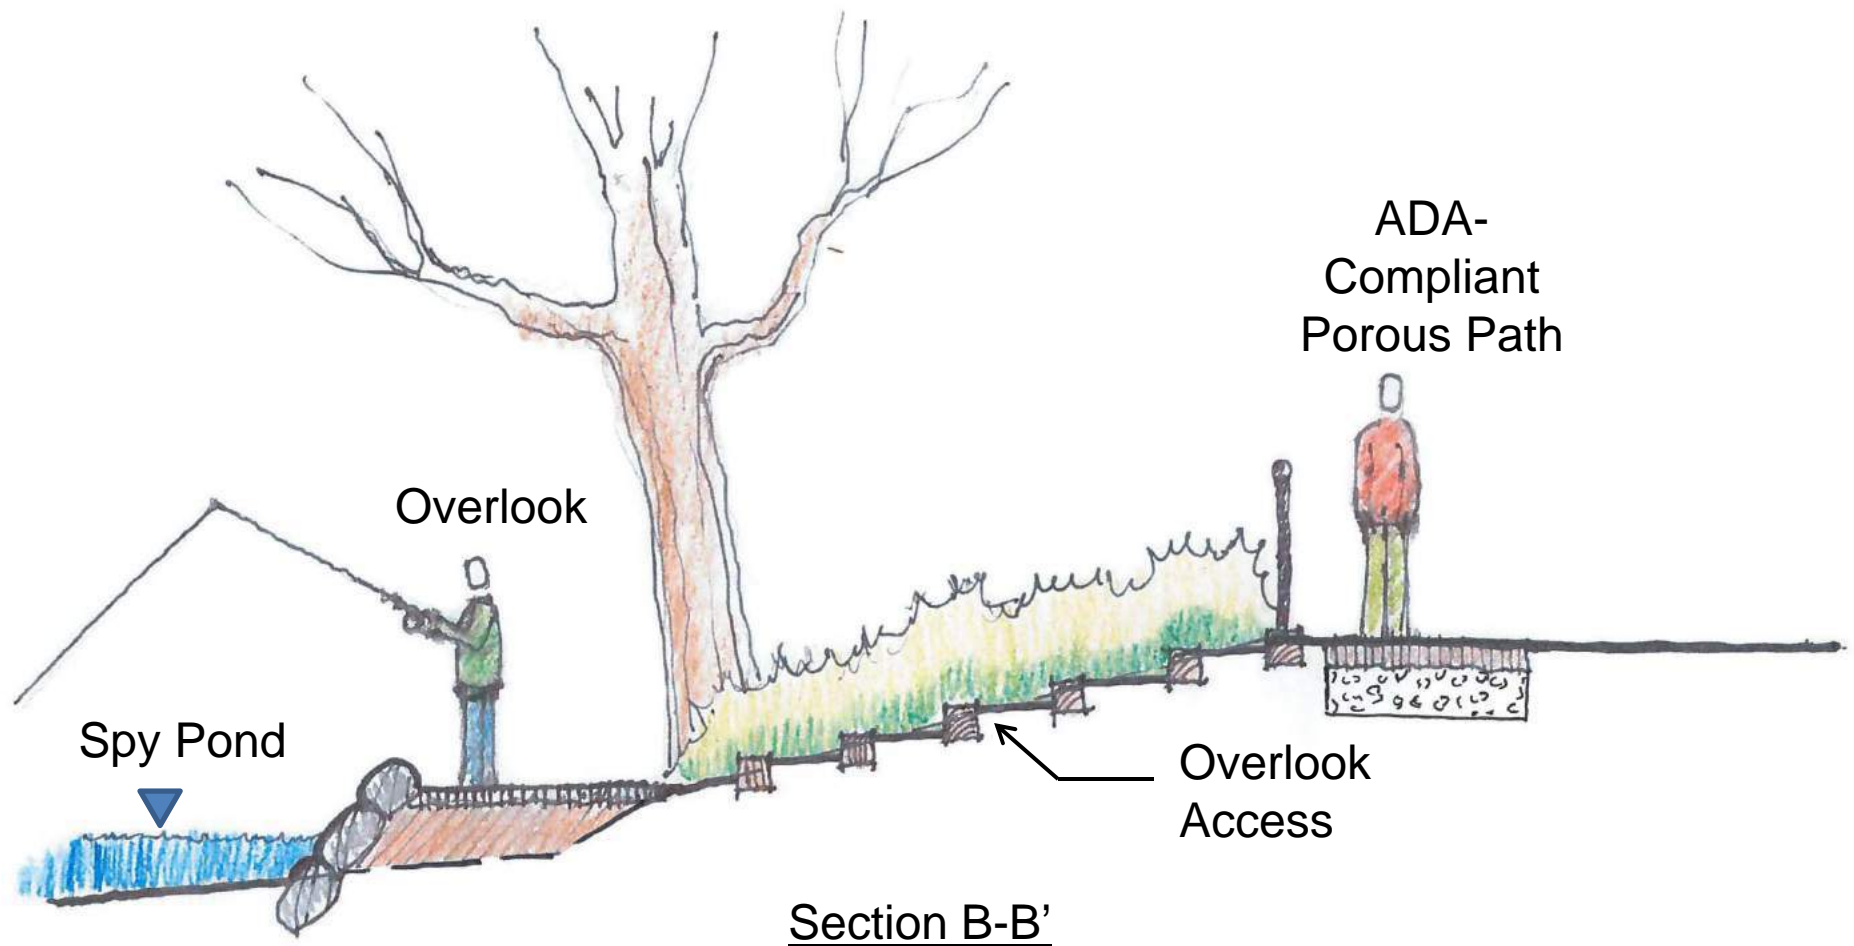 ADA-
Compliant
Porous Path
Overlook
Spy Pond
Overlook
Access
Section B-B’